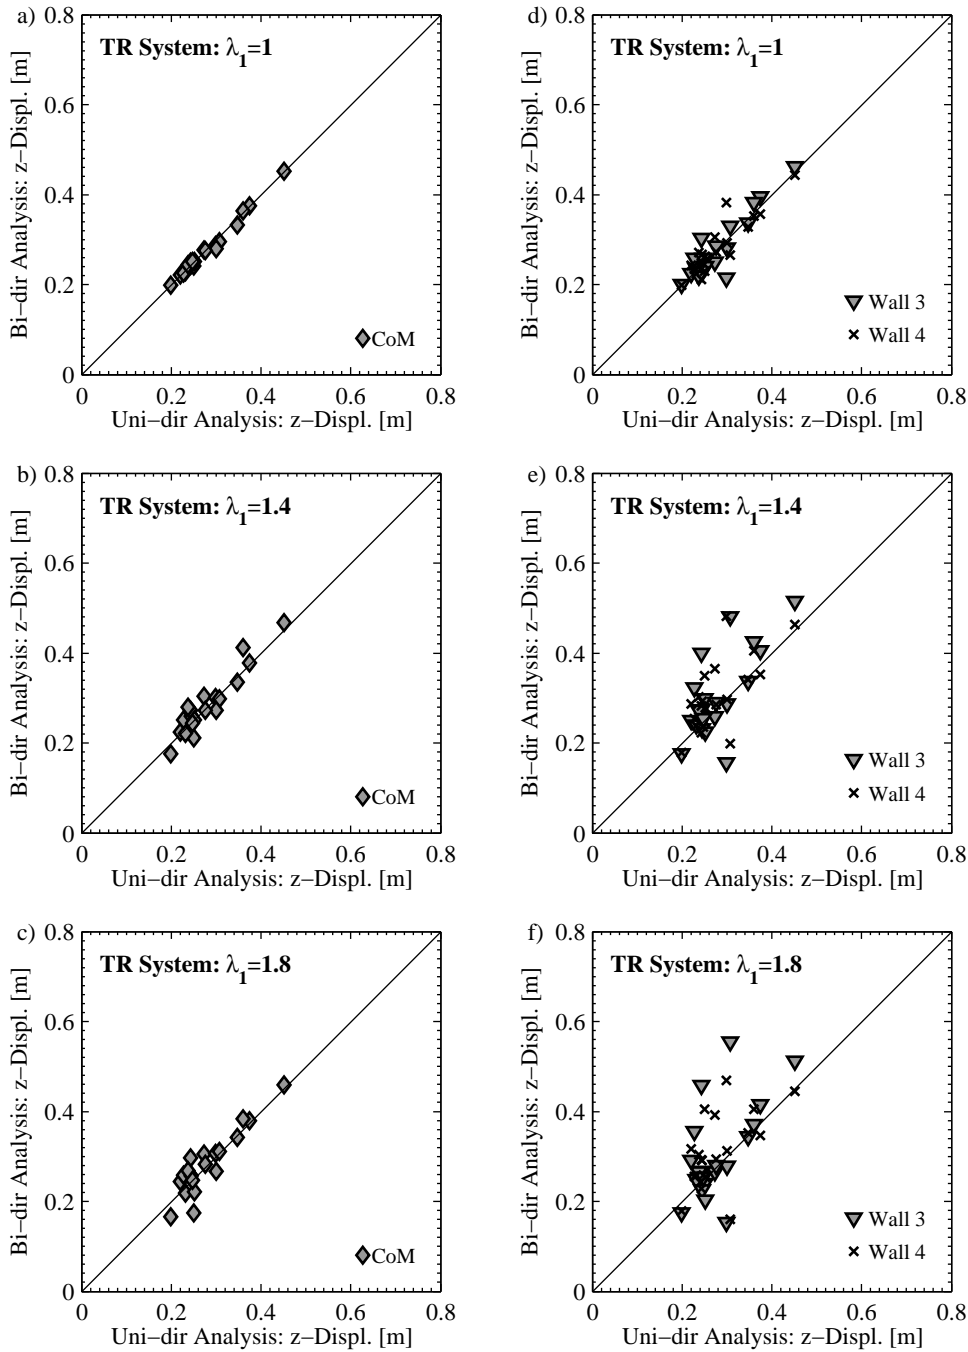 a)
TR System: λ1=1
Bi−dir Analysis: z−Displ. [m]
0.8
0.6
0.4
0.2
0
CoM
0 0.2 0.4 0.6 0.8
Uni−dir Analysis: z−Displ. [m]
d)
TR System: λ1=1
Bi−dir Analysis: z−Displ. [m]
0.8
0.6
0.4
0.2
0
Wall 3
Wall 4
0 0.2 0.4 0.6 0.8
Uni−dir Analysis: z−Displ. [m]
b)
TR System: λ1=1.4
Bi−dir Analysis: z−Displ. [m]
0.8
0.6
0.4
0.2
0
CoM
0 0.2 0.4 0.6 0.8
Uni−dir Analysis: z−Displ. [m]
e)
TR System: λ1=1.4
Bi−dir Analysis: z−Displ. [m]
0.8
0.6
0.4
0.2
0
Wall 3
Wall 4
0 0.2 0.4 0.6 0.8
Uni−dir Analysis: z−Displ. [m]
c)
TR System: λ1=1.8
Bi−dir Analysis: z−Displ. [m]
0.8
0.6
0.4
0.2
0
CoM
0 0.2 0.4 0.6 0.8
Uni−dir Analysis: z−Displ. [m]
f)
TR System: λ1=1.8
Bi−dir Analysis: z−Displ. [m]
0.8
0.6
0.4
0.2
0
Wall 3
Wall 4
0 0.2 0.4 0.6 0.8
Uni−dir Analysis: z−Displ. [m]